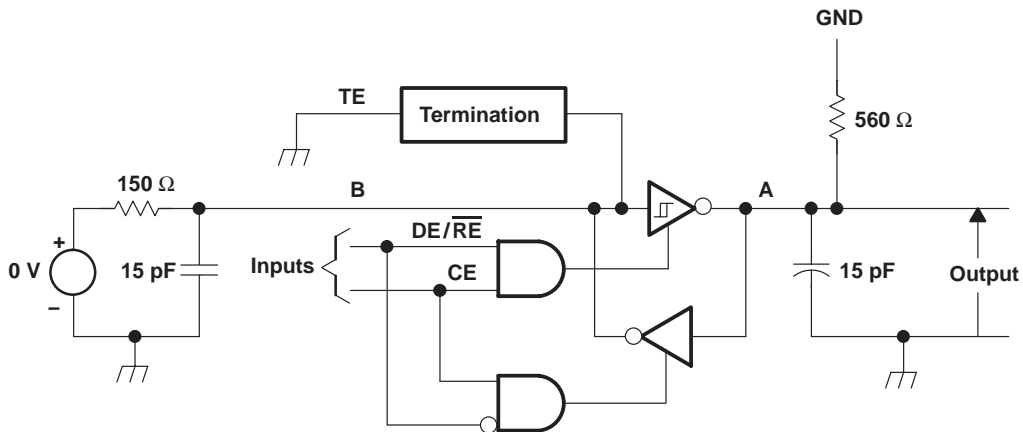 GND
TE
Termination
560 Ω
150 Ω
B
A
DE/RE
+
0 V
−
15 pF
Inputs
CE
15 pF
Output